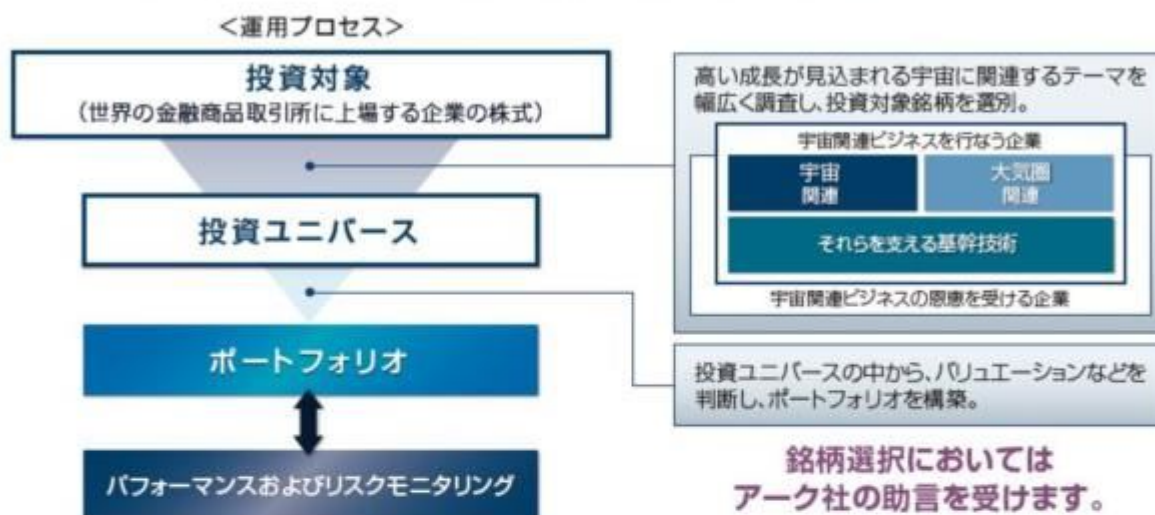 ＜運用プロセス＞
投資対象
（世界の金融商品取引所に上場する企業の株式）
投資ユニバース
ポートフォリオ
パフォーマンスおよびリスクモニタリング
高い成長が見込まれる宇宙に関連するテーマを
幅広く調査し、投資対象銘柄を選別。
宇宙関連ビジネスを行なう企業
宇宙
関連
大気圏
関連
それらを支える基幹技術
宇宙関連ビジネスの恩恵を受ける企業
投資ユニバースの中から、バリュエーションなどを
判断し、ポートフォリオを構築。
銘柄選択においては
アーク社の助言を受けます。